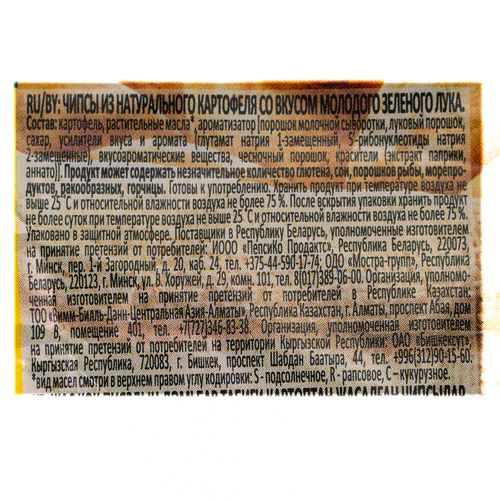 RU/BY: ЧИПСЫ ИЗ НАТУРАЛЬНОГО КАРТОФЕЛЯ СО ВКУСОМ МОЛОДОГО ЗЕЛЕНОГО ЛУКА.
Состав: картофель, растительные масла*, ароматизатор [порошок молочной сыворотки, луковый порошок,
сахар, усилители вкуса и аромата (глутамат натрия 1-замещенный, 5-рибонуклеотиды натрия
2-замещенные), вкусоароматические вещества, чесночный порошок, красители (экстракт паприки,
аннато)]. Продукт может содержать незначительное количество глютена, сои, порошков рыбы, морепро-
дуктов, ракообразных, горчицы. Готовы к употреблению. Хранить продукт при температуре воздуха не
выше 25˚С и относительной влажности воздуха не более 75 %. После вскрытия упаковки хранить продукт
не более суток при температуре воздуха не выше 25˚С и относительной влажности воздуха не более 75 %.
Упаковано в защитной атмосфере. Поставщики в Республику Беларусь, уполномоченные изготовителем
на принятие претензий от потребителей: ИООО «ПепсиКо Продактс», Республика Беларусь, 220073,
г. Минск, пер. 1-й Загородный, д. 20, каб. 24, тел. +375-44-590-17-74; ОДО «Мостра-групп», Республика
Беларусь, 220123, г. Минск, ул. В. Хоружей, д. 29, комн. 101, тел. 8(017)389-06-00. Организация, уполномо-
ченная изготовителем на принятие претензий от потребителей в Республике Казахстан:
ТОО «Вимм-Билль-Данн-Центральная Азия-Алматы», Республика Казахстан, г. Алматы, проспект Абая, дом
109 В, помещение 401, тел. +7(727)346-83-38. Организация, уполномоченная изготовителем
на принятие претензий от потребителей на территории Кыргызской Республики: ОАО «Бишкексут»,
Кыргызская Республика, 720083, г. Бишкек, проспект Шабдан Баатыра, 44, тел. +996(312)90-15-60.
*вид масел смотри в верхнем правом углу кодировки: S - подсолнечное, R - рапсовое, C – кукурузное.